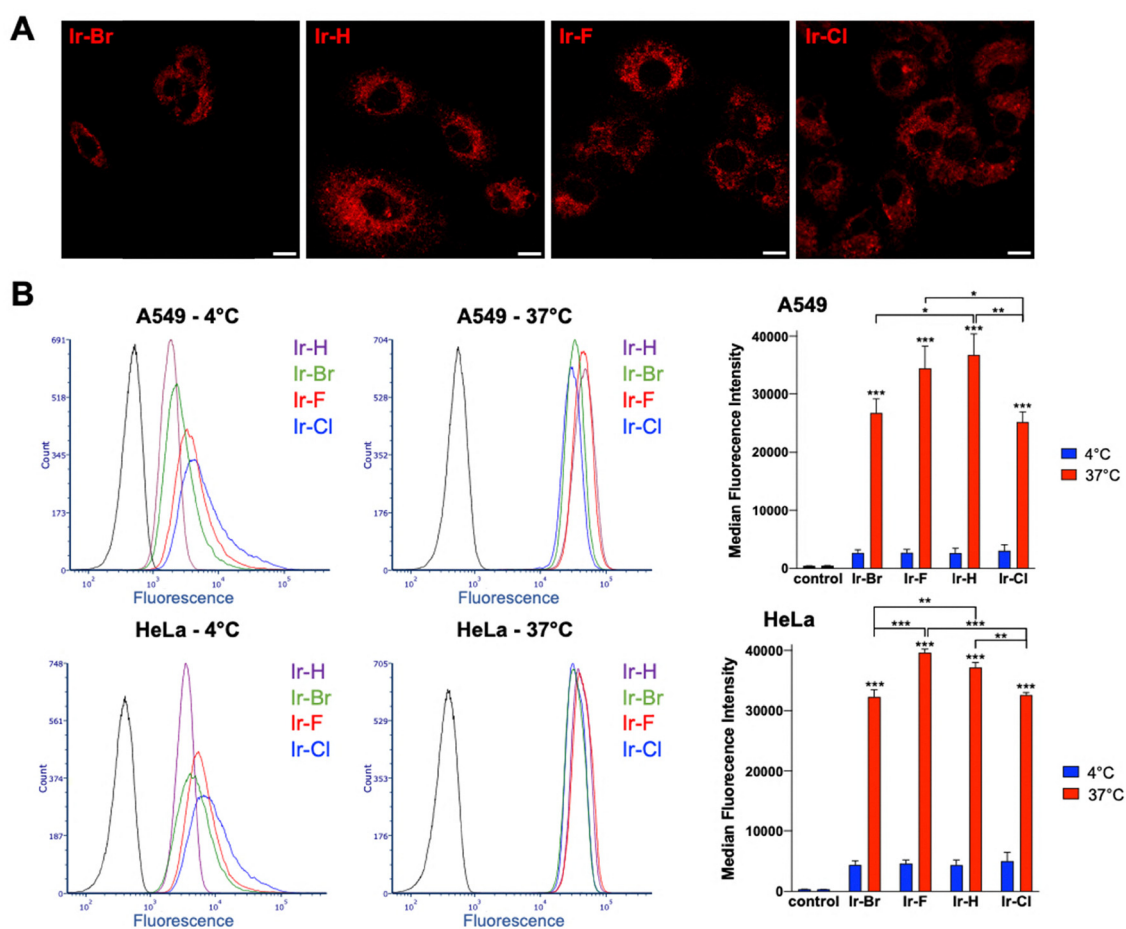 A
Ir-Br
Ir-H
Ir-F
Ir-Cl
B
A549 - 4°C
691
518
345
173
0
Count
10² 10³ 10⁴ 10⁵
Fluorescence
Ir-H
Ir-Br
Ir-F
Ir-Cl
A549 - 37°C
704
528
352
176
0
Count
10² 10³ 10⁴ 10⁵
Fluorescence
Ir-H
Ir-Br
Ir-F
Ir-Cl
A549
Median Fluorescence Intensity
40000
30000
20000
10000
0
*
* **
*** *** *** ***
control Ir-Br Ir-F Ir-H Ir-Cl
4°C
37°C
HeLa - 4°C
748
561
374
187
0
Count
10² 10³ 10⁴ 10⁵
Fluorescence
Ir-H
Ir-Br
Ir-F
Ir-Cl
HeLa - 37°C
705
529
353
176
0
Count
10² 10³ 10⁴ 10⁵
Fluorescence
Ir-H
Ir-Br
Ir-F
Ir-Cl
HeLa
Median Fluorescence Intensity
40000
30000
20000
10000
0
**
*** ***
**
*** *** *** ***
control Ir-Br Ir-F Ir-H Ir-Cl
4°C
37°C